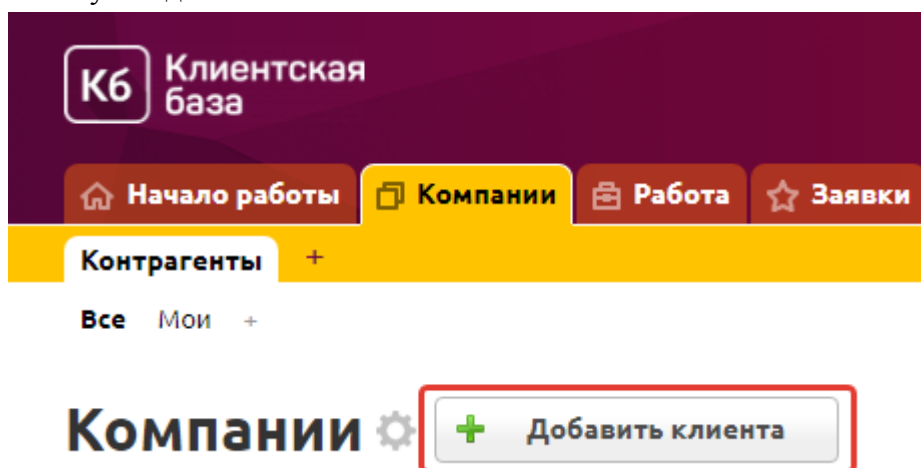 Кб Клиентская
база
Начало работы Компании Работа Заявки
Контрагенты +
Все Мои +
Компании Добавить клиента